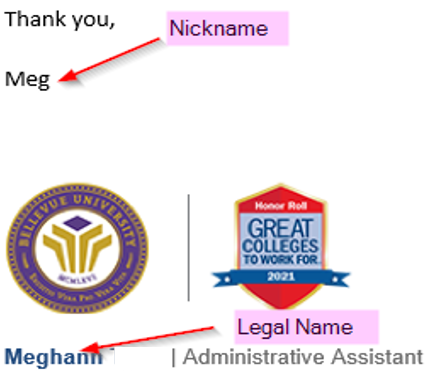 Thank you,
Nickname
Meg
BELLEVUE UNIVERSITY
MCMLXVI
Honor Roll
GREAT
COLLEGES
TO WORK FOR
2021
Legal Name
Meghann | Administrative Assistant